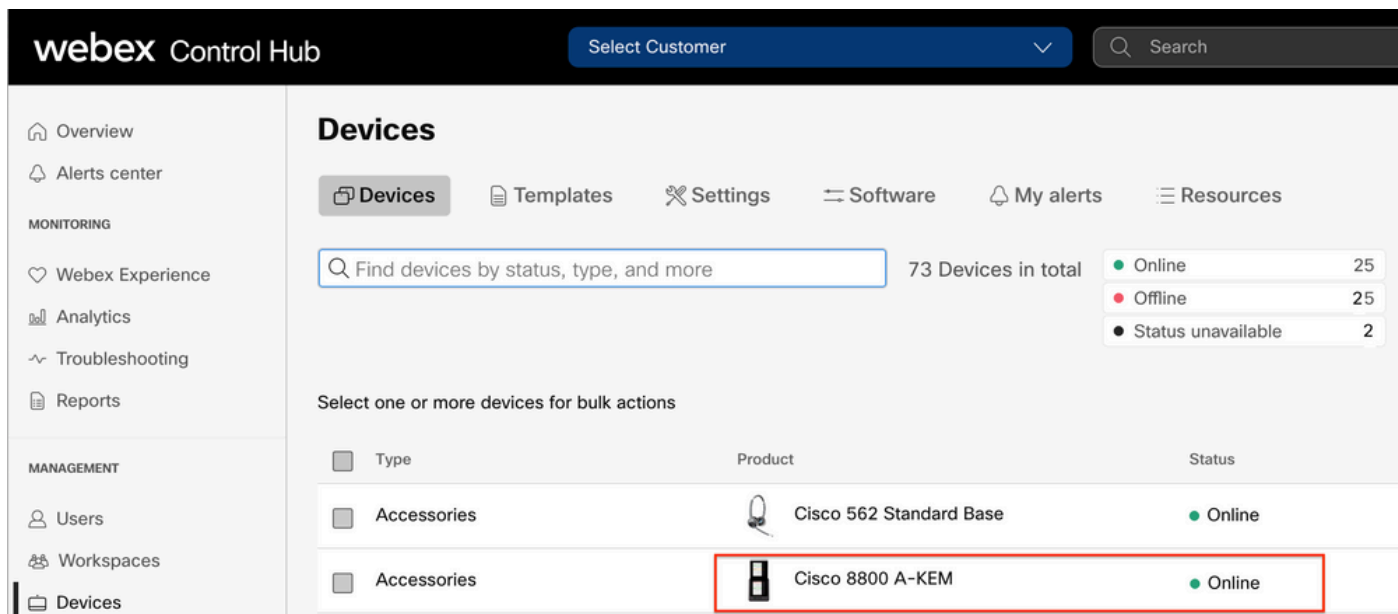 webex Control Hub
Select Customer
Search
Overview
Alerts center
MONITORING
Webex Experience
Analytics
Troubleshooting
Reports
MANAGEMENT
Users
Workspaces
Devices
Devices
Devices Templates Settings Software My alerts Resources
Find devices by status, type, and more
73 Devices in total
Online 25
Offline 25
Status unavailable 2
Select one or more devices for bulk actions
Type Product Status
Accessories Cisco 562 Standard Base Online
Accessories Cisco 8800 A-KEM Online